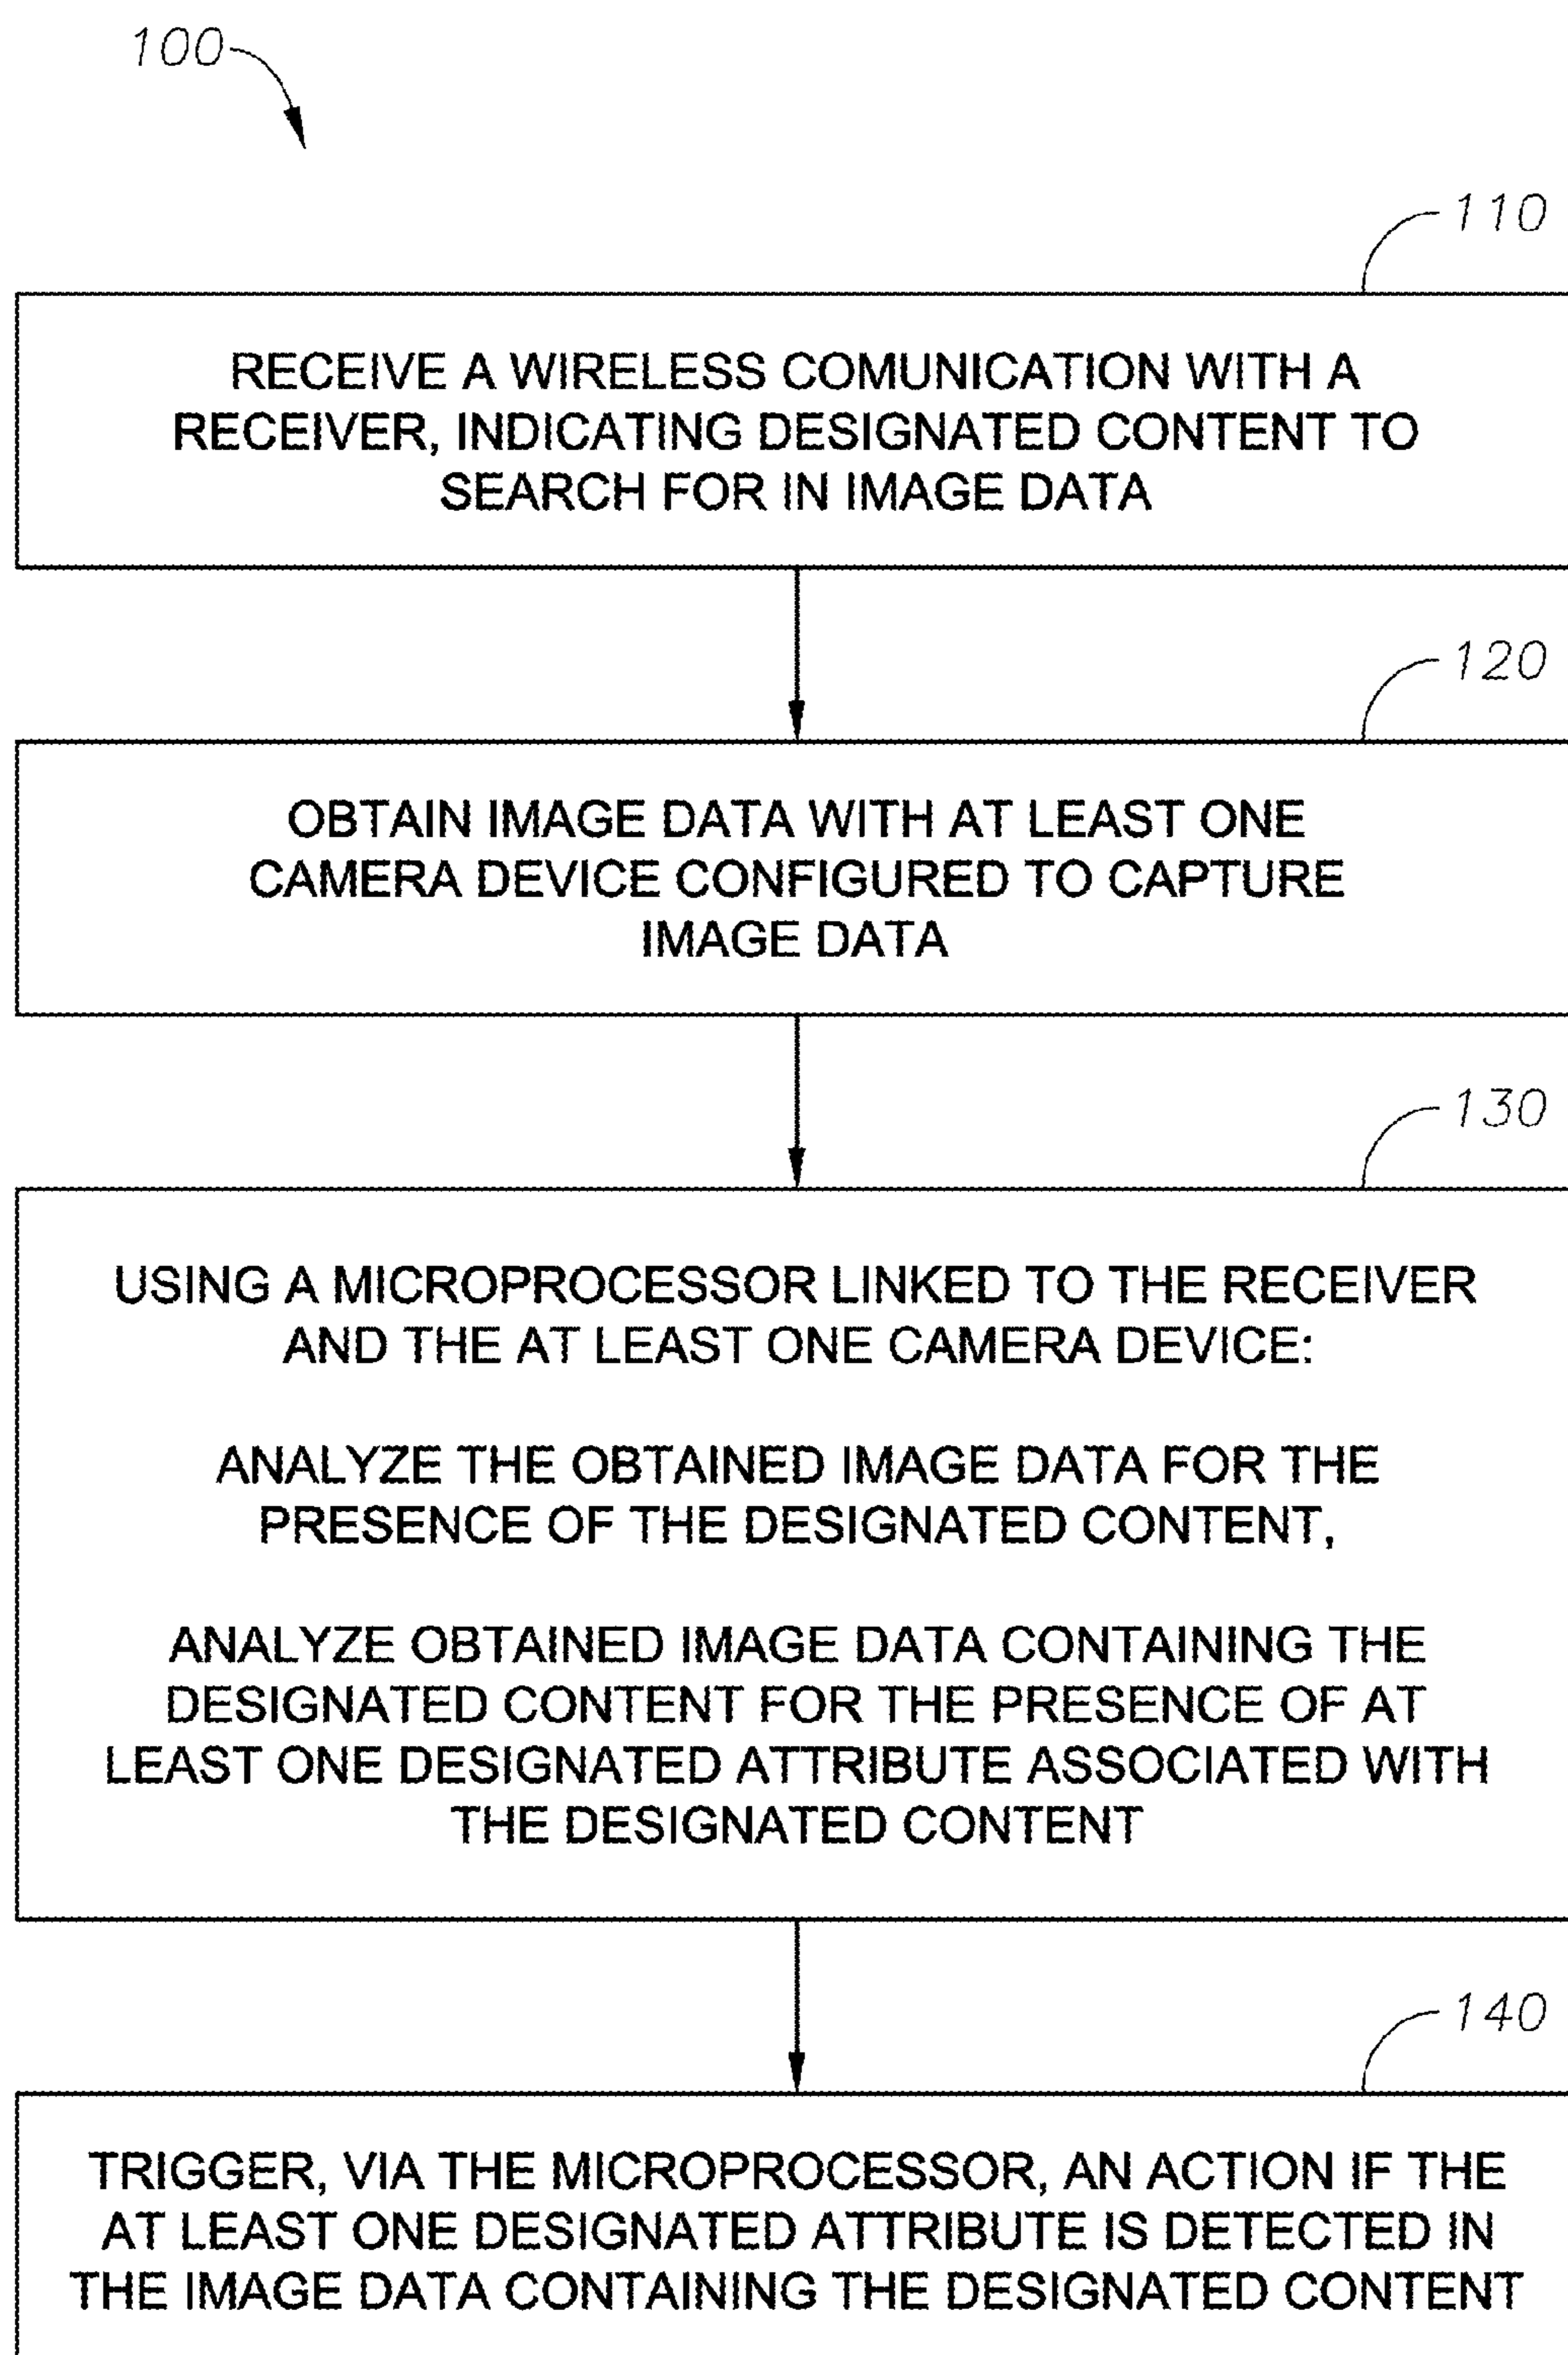 100
110
RECEIVE A WIRELESS COMUNICATION WITH A
RECEIVER, INDICATING DESIGNATED CONTENT TO
SEARCH FOR IN IMAGE DATA
120
OBTAIN IMAGE DATA WITH AT LEAST ONE
CAMERA DEVICE CONFIGURED TO CAPTURE
IMAGE DATA
130
USING A MICROPROCESSOR LINKED TO THE RECEIVER
AND THE AT LEAST ONE CAMERA DEVICE:
ANALYZE THE OBTAINED IMAGE DATA FOR THE
PRESENCE OF THE DESIGNATED CONTENT,
ANALYZE OBTAINED IMAGE DATA CONTAINING THE
DESIGNATED CONTENT FOR THE PRESENCE OF AT
LEAST ONE DESIGNATED ATTRIBUTE ASSOCIATED WITH
THE DESIGNATED CONTENT
140
TRIGGER, VIA THE MICROPROCESSOR, AN ACTION IF THE
AT LEAST ONE DESIGNATED ATTRIBUTE IS DETECTED IN
THE IMAGE DATA CONTAINING THE DESIGNATED CONTENT